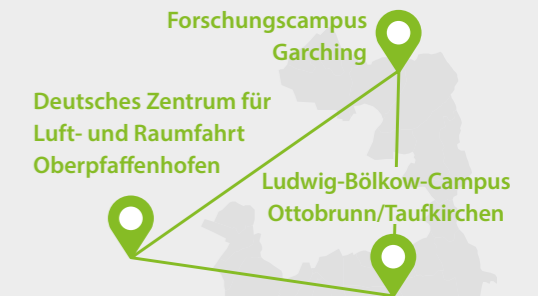 Forschungscampus
Garching
Deutsches Zentrum für
Luft- und Raumfahrt
Oberpfaffenhofen
Ludwig-Bölkow-Campus
Ottobrunn/Taufkirchen